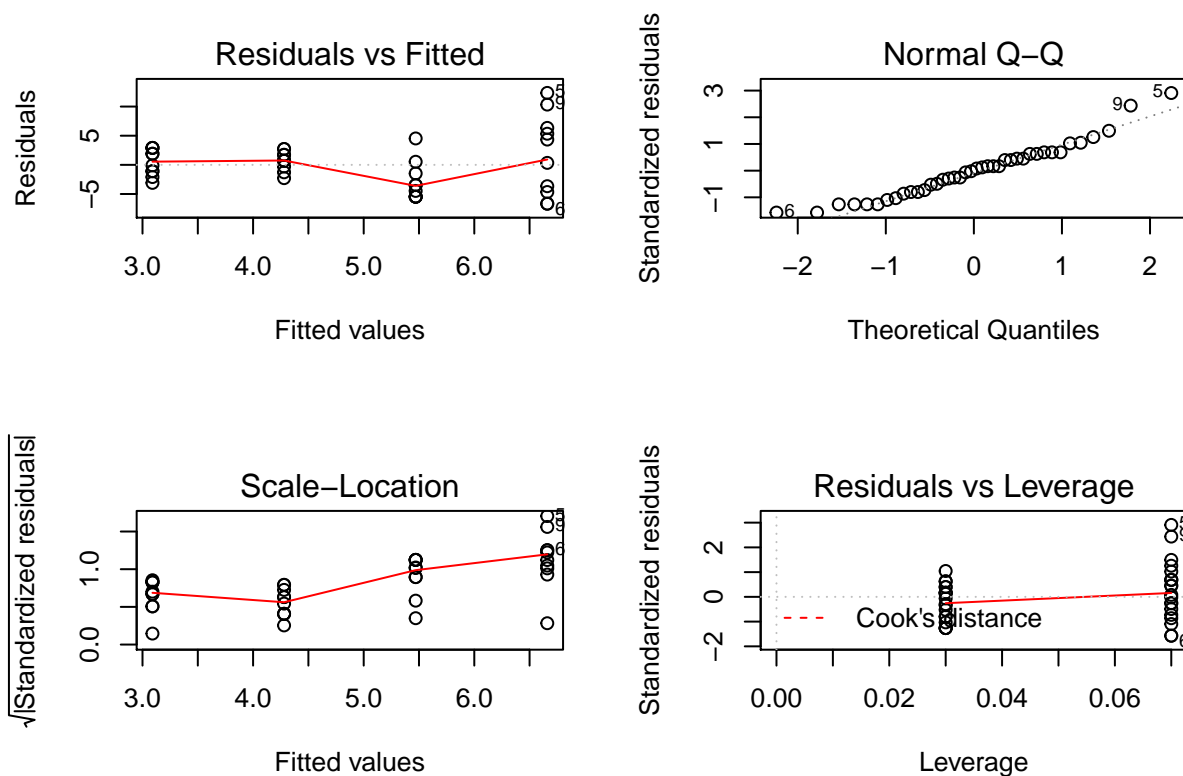 Residuals vs Fitted
Residuals
5
−5
5
9
6
3.0 4.0 5.0 6.0
Fitted values
Normal Q−Q
Standardized residuals
3
1
−1
9
5
6
−2 −1 0 1 2
Theoretical Quantiles
Scale−Location
√|Standardized residuals|
1.0
0.0
5
9
6
3.0 4.0 5.0 6.0
Fitted values
Residuals vs Leverage
Standardized residuals
2
0
−2
5
9
6
Cook's distance
0.00 0.02 0.04 0.06
Leverage